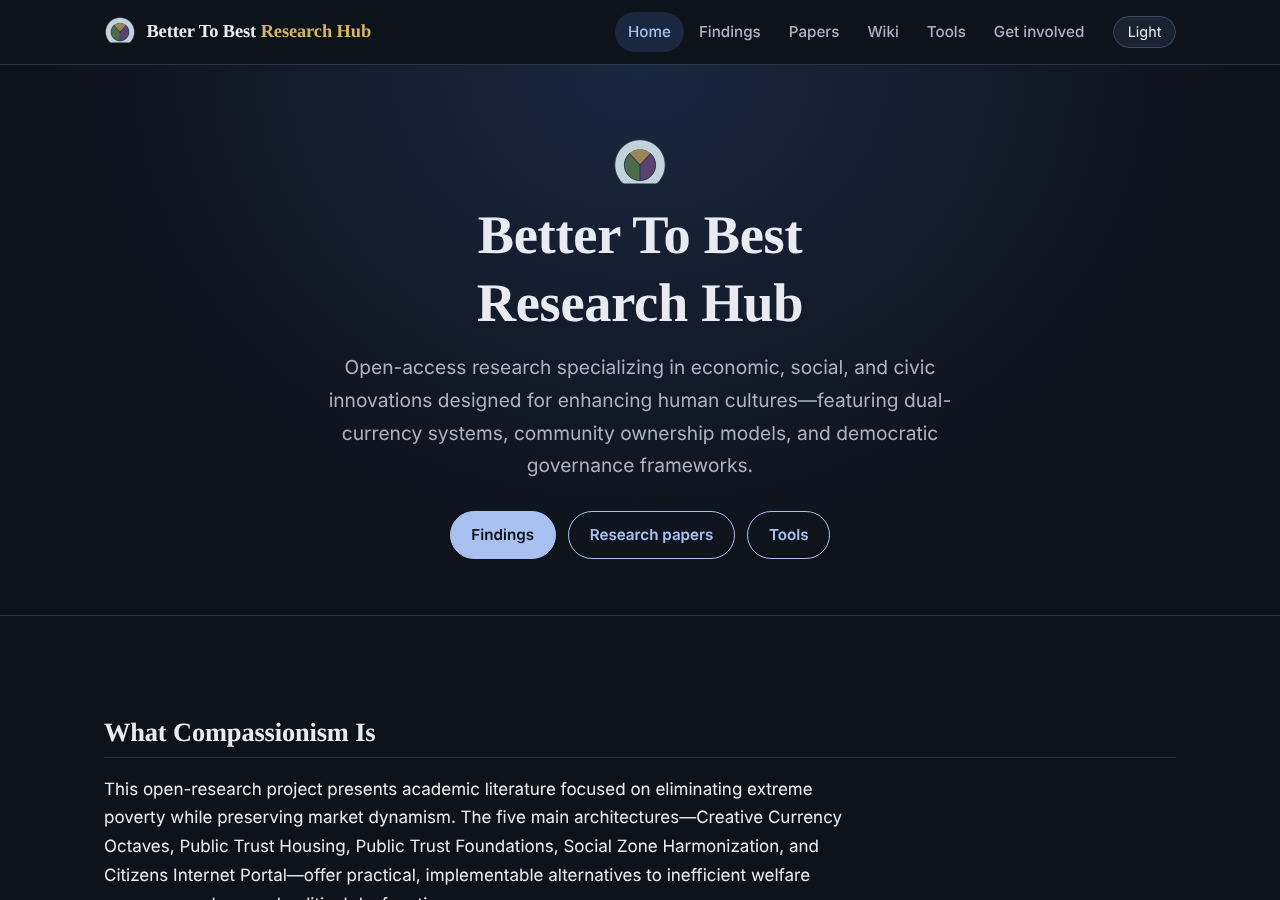 Better To Best Research Hub
Home
Findings
Papers
Wiki
Tools
Get involved
Light
Better To Best
Research Hub
Open-access research specializing in economic, social, and civic
innovations designed for enhancing human cultures—featuring dual-
currency systems, community ownership models, and democratic
governance frameworks.
Findings
Research papers
Tools
What Compassionism Is
This open-research project presents academic literature focused on eliminating extreme
poverty while preserving market dynamism. The five main architectures—Creative Currency
Octaves, Public Trust Housing, Public Trust Foundations, Social Zone Harmonization, and
Citizens Internet Portal—offer practical, implementable alternatives to inefficient welfare